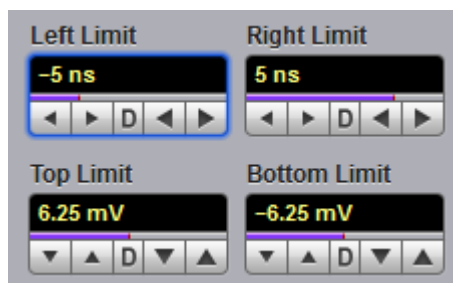 Left Limit
Right Limit
−5 ns
5 ns
D
D
Top Limit
Bottom Limit
6.25 mV
−6.25 mV
D
D